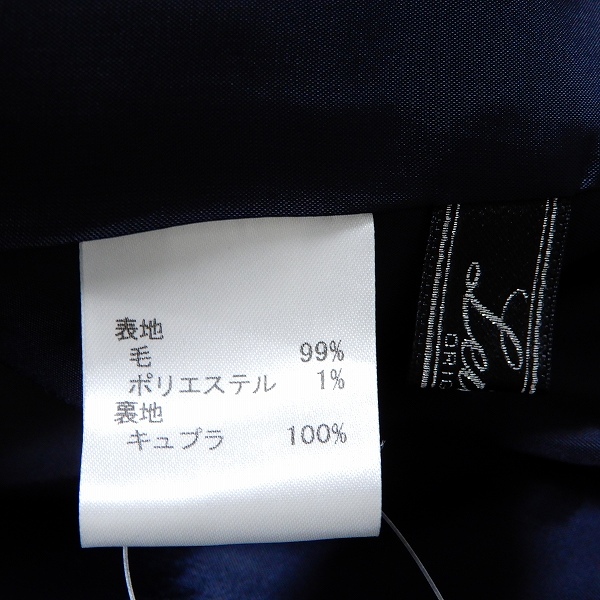 表地
毛 99%
ポリエステル 1%
裏地
キュプラ 100%